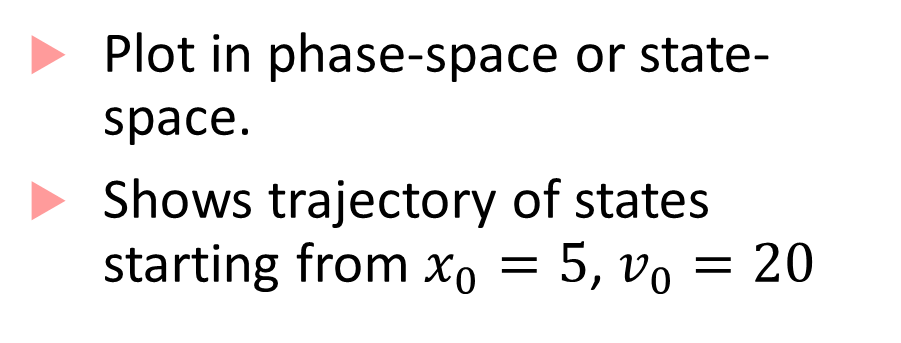 Plot in phase-space or state-
space.
Shows trajectory of states
starting from x₀ = 5, v₀ = 20